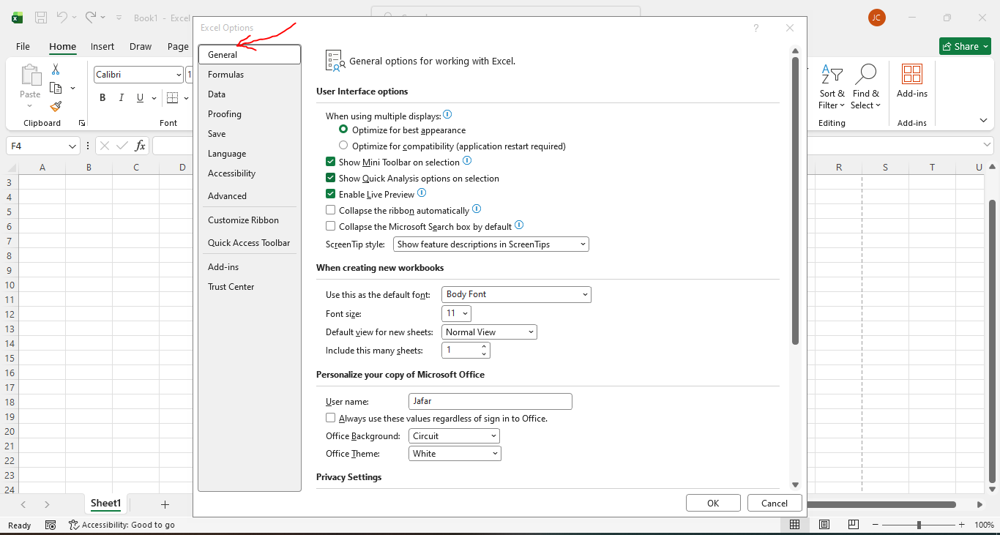 Book1 - Excel
JC
File Home Insert Draw Page
Share
Paste
Clipboard
Calibri
B I U
Font
Sort & Filter
Find & Select
Editing
Add-ins
Add-ins
F4
fx
A B C D R S T U
3
4
5
6
7
8
9
10
11
12
13
14
15
16
17
18
19
20
21
22
23
24
Excel Options
?
General
Formulas
Data
Proofing
Save
Language
Accessibility
Advanced
Customize Ribbon
Quick Access Toolbar
Add-ins
Trust Center
General options for working with Excel.
User Interface options
When using multiple displays:
Optimize for best appearance
Optimize for compatibility (application restart required)
Show Mini Toolbar on selection
Show Quick Analysis options on selection
Enable Live Preview
Collapse the ribbon automatically
Collapse the Microsoft Search box by default
ScreenTip style: Show feature descriptions in ScreenTips
When creating new workbooks
Use this as the default font: Body Font
Font size: 11
Default view for new sheets: Normal View
Include this many sheets: 1
Personalize your copy of Microsoft Office
User name: Jafar
Always use these values regardless of sign in to Office.
Office Background: Circuit
Office Theme: White
Privacy Settings
OK Cancel
Sheet1
Ready
Accessibility: Good to go
100%